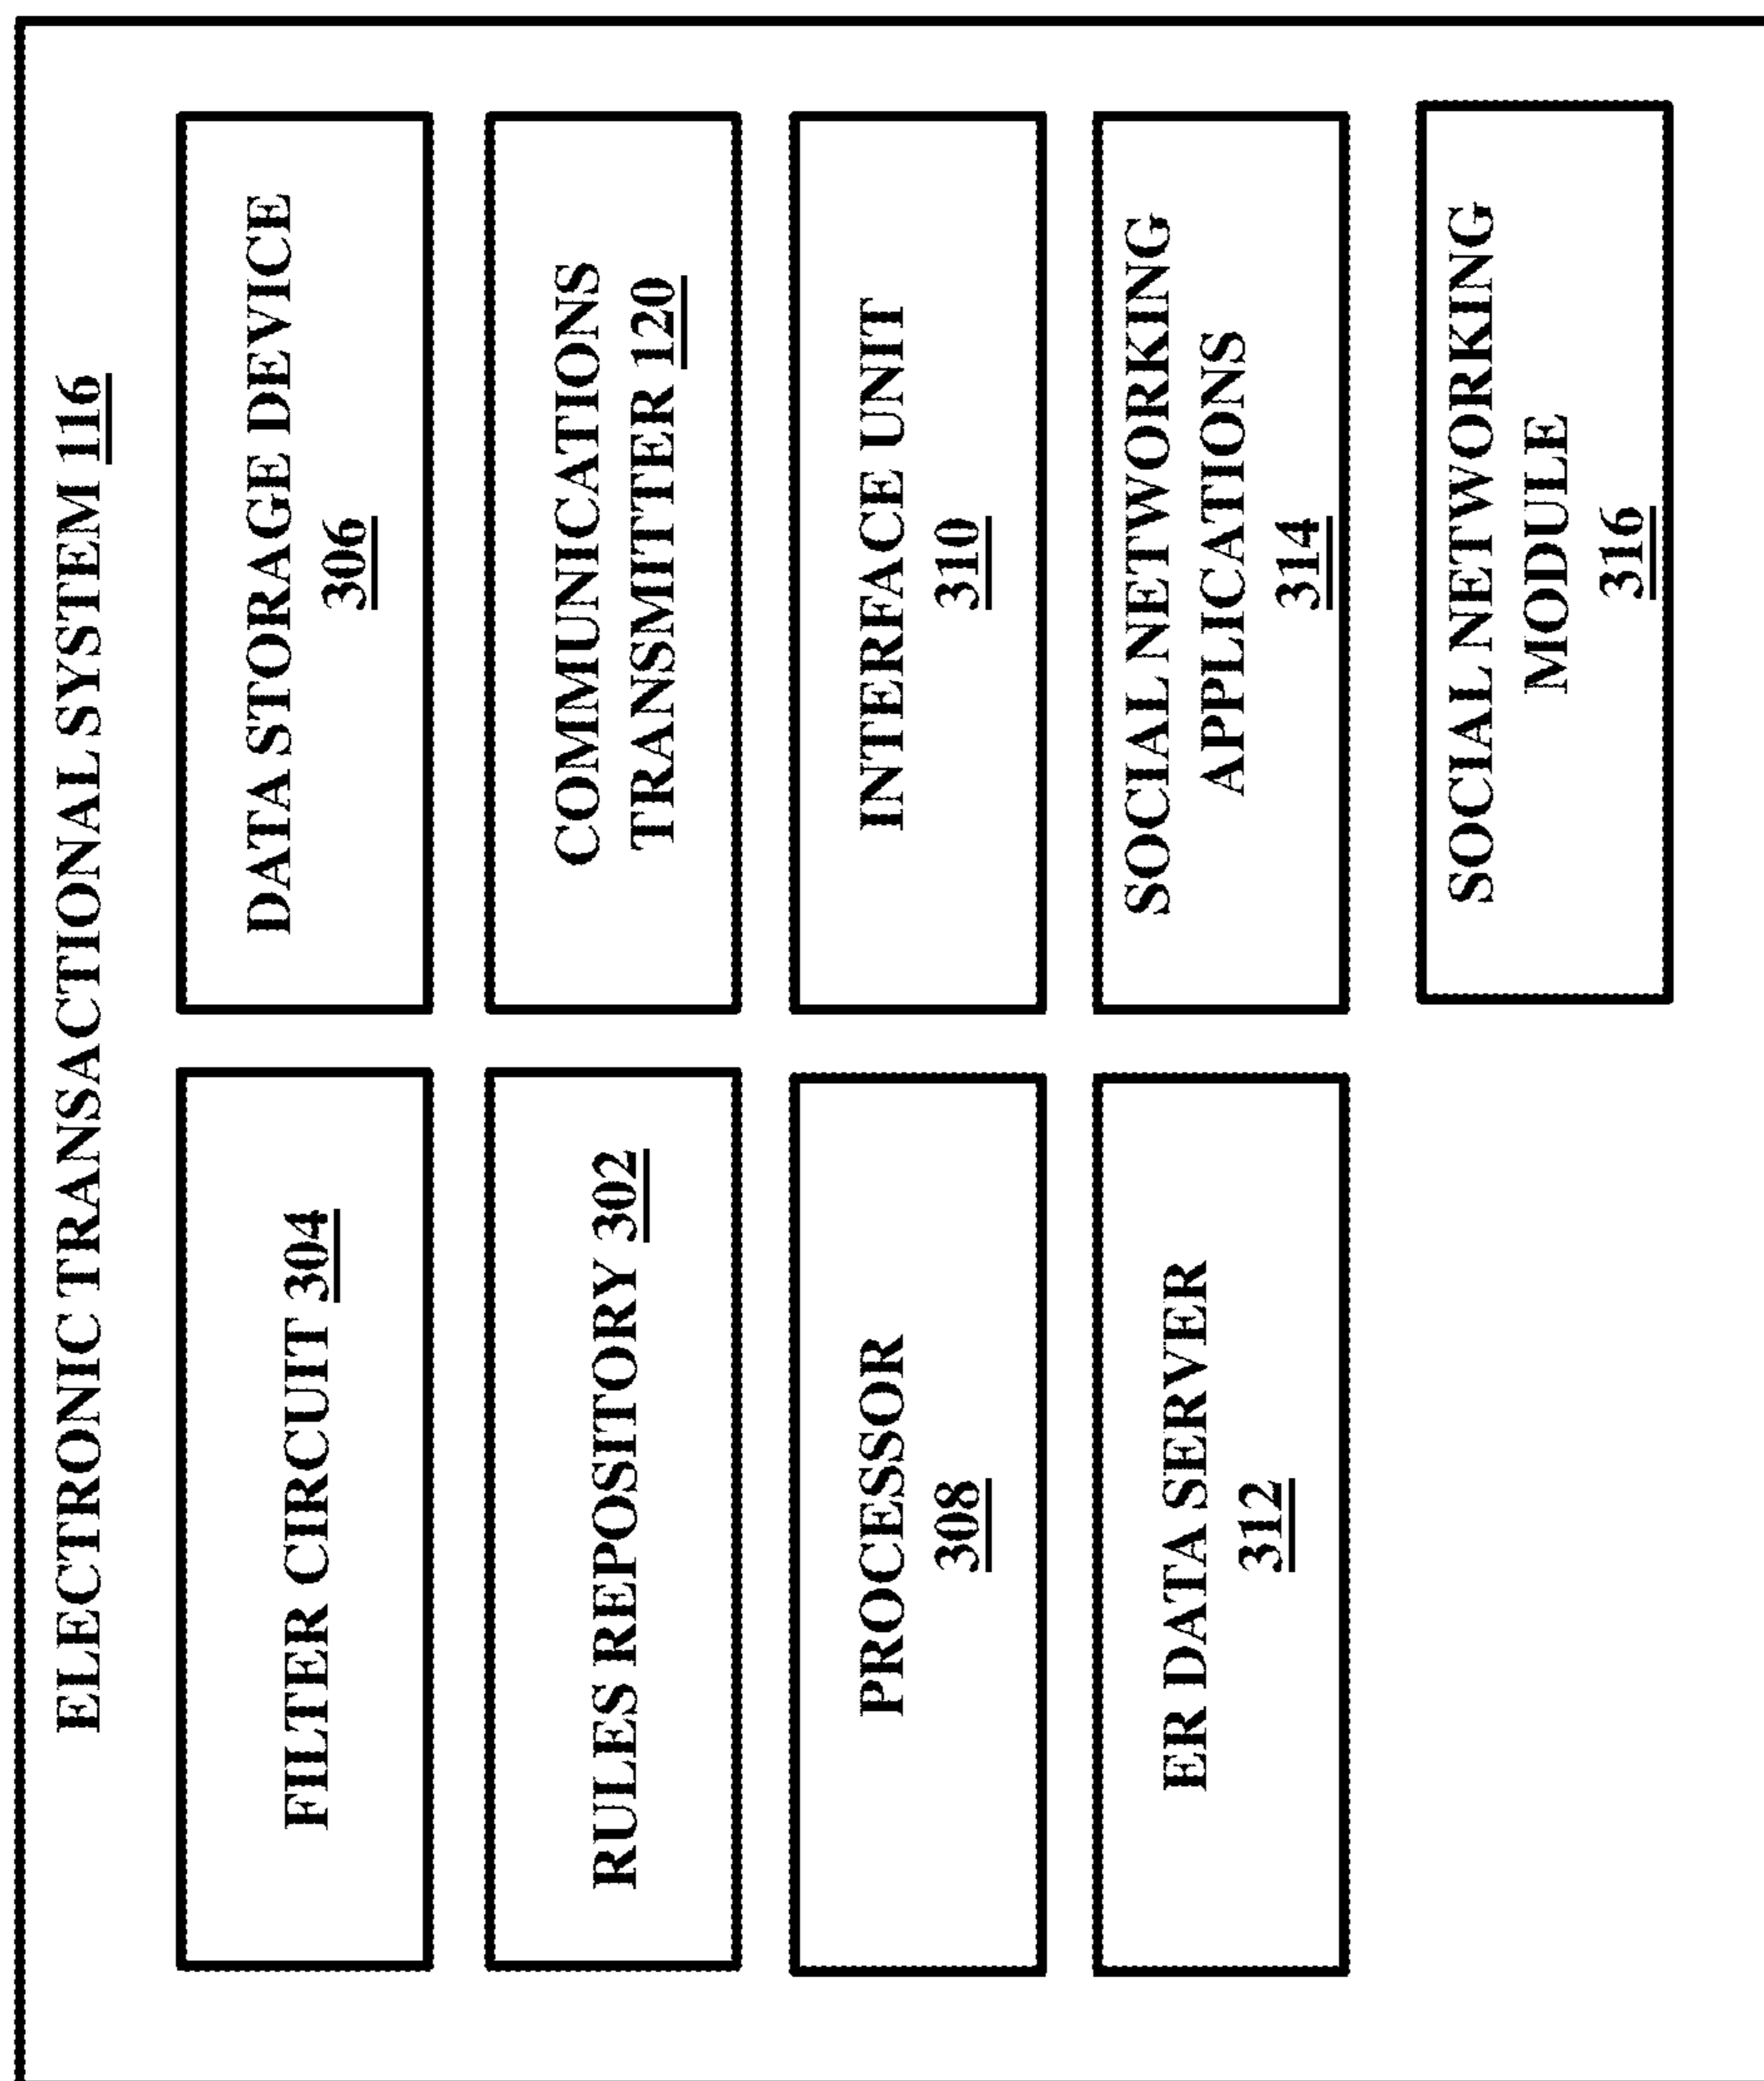 ELECTRONIC TRANSACTIONAL SYSTEM 116
FILTER CIRCUIT 304
DATA STORAGE DEVICE
306
RULES REPOSITORY 302
COMMUNICATIONS
TRANSMITTER 120
PROCESSOR
308
INTERFACE UNIT
310
ER DATA SERVER
312
SOCIAL NETWORKING
APPLICATIONS
314
SOCIAL NETWORKING
MODULE
316